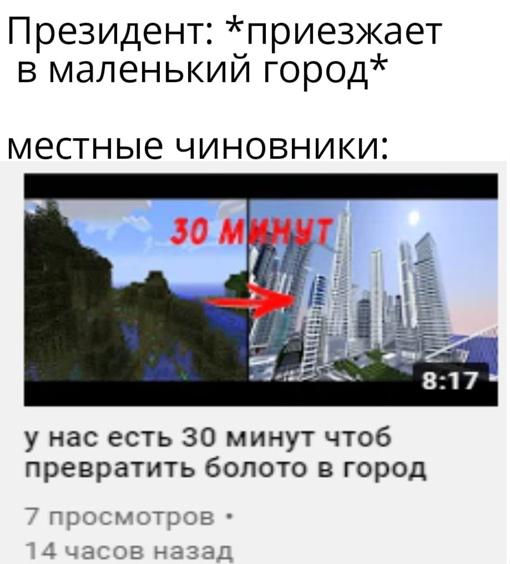 Президент: *приезжает
в маленький город*
местные чиновники:
30 МИНУТ
8:17
у нас есть 30 минут чтоб
превратить болото в город
7 просмотров •
14 часов назад